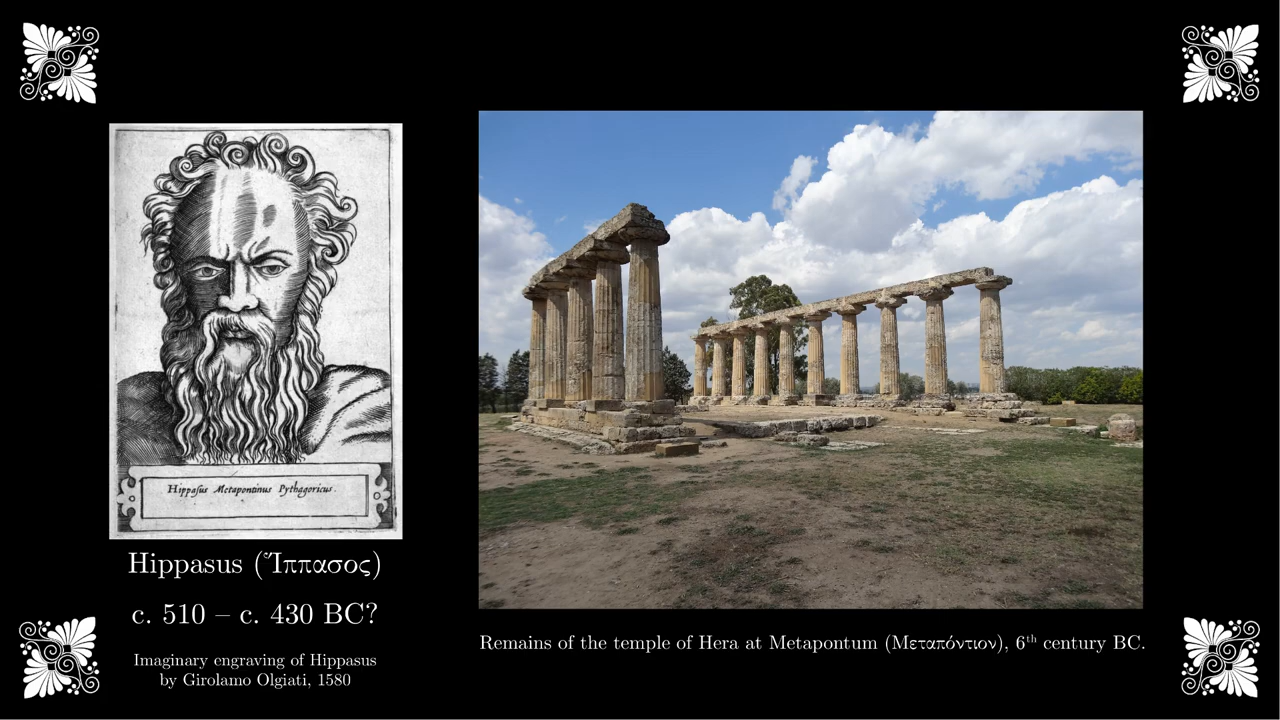 Hippasus Metapontinus Pythagoricus.
Hippasus (Ἵππασος)
c. 510 – c. 430 BC?
Imaginary engraving of Hippasus
by Girolamo Olgiati, 1580
Remains of the temple of Hera at Metapontum (Μεταπόντιον), 6th century BC.